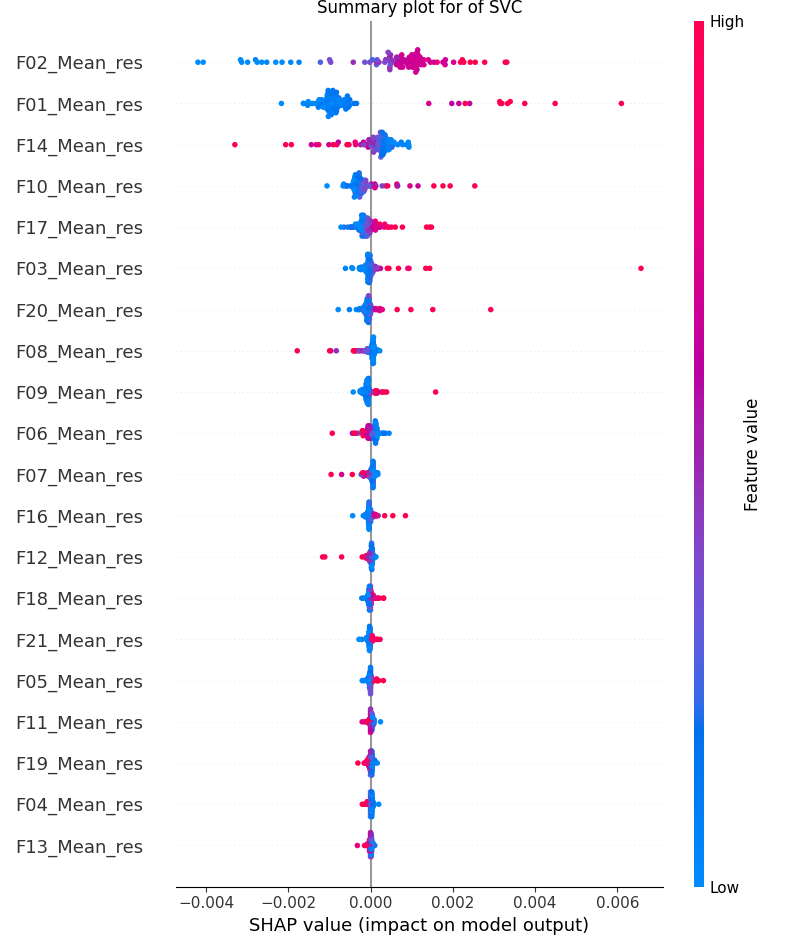 Summary plot for of SVC
High
F02_Mean_res
F01_Mean_res
F14_Mean_res
F10_Mean_res
F17_Mean_res
F03_Mean_res
F20_Mean_res
F08_Mean_res
F09_Mean_res
F06_Mean_res
F07_Mean_res
F16_Mean_res
F12_Mean_res
F18_Mean_res
F21_Mean_res
F05_Mean_res
F11_Mean_res
F19_Mean_res
F04_Mean_res
F13_Mean_res
Feature value
Low
−0.004 −0.002 0.000 0.002 0.004 0.006
SHAP value (impact on model output)